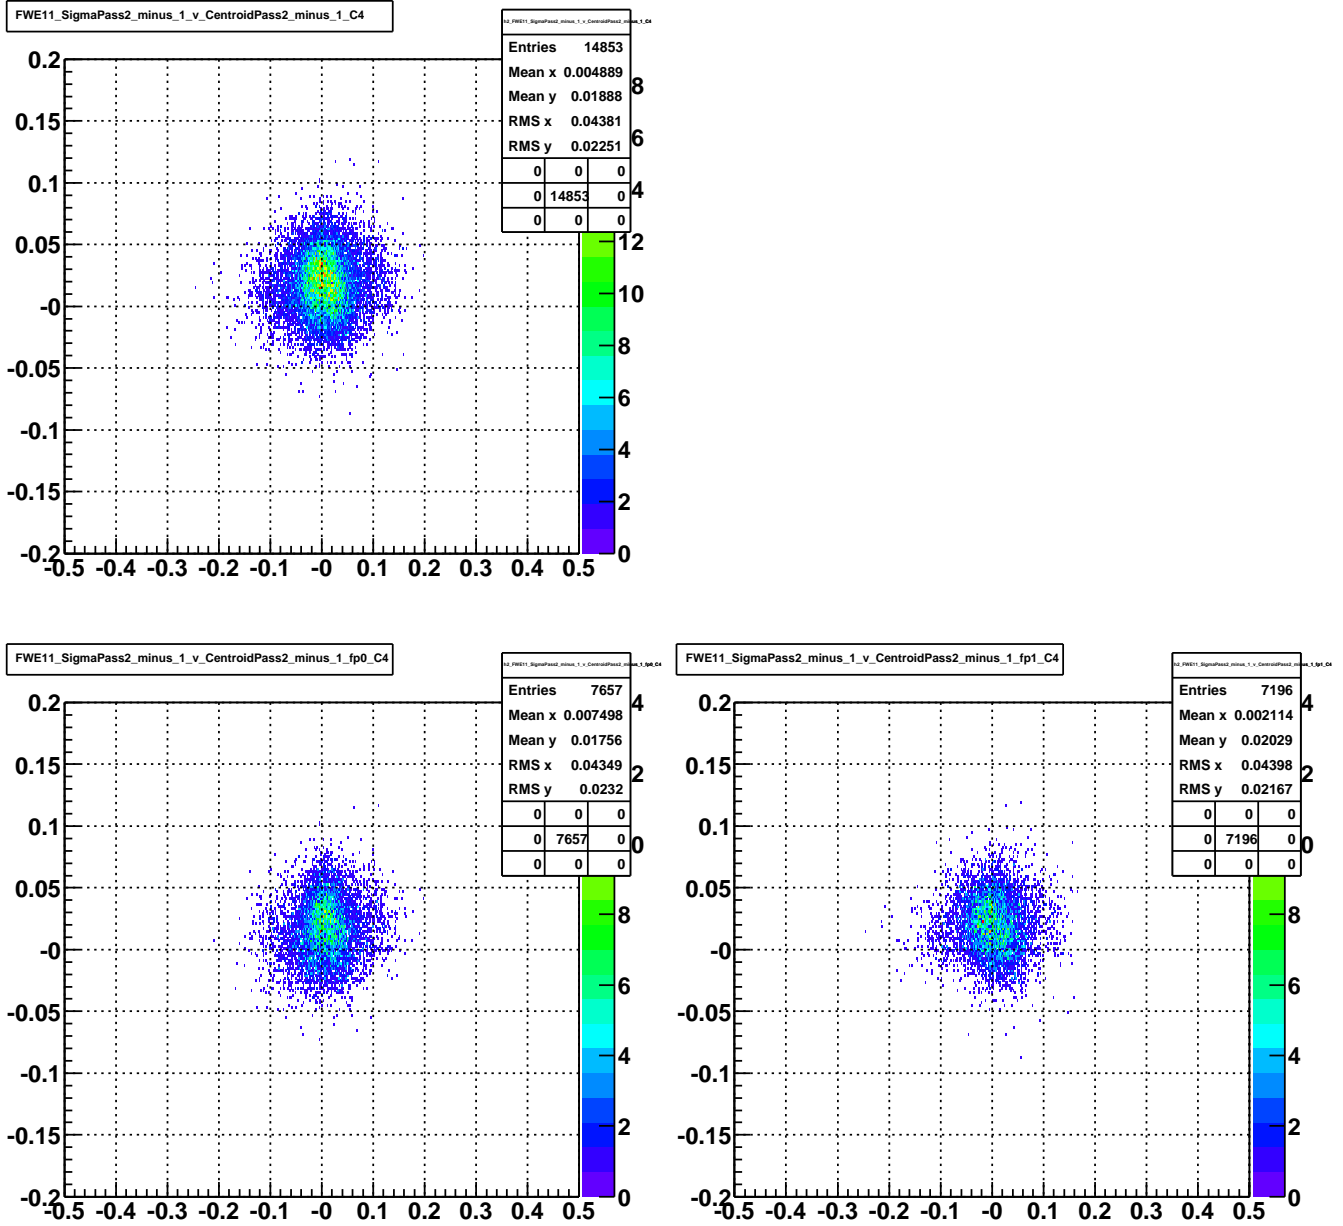 FWE11_SigmaPass2_minus_1_v_CentroidPass2_minus_1_C4
h2_FWE11_SigmaPass2_minus_1_v_CentroidPass2_minus_1_C4
Entries 14853
Mean x 0.004889
Mean y 0.01888
RMS x 0.04381
RMS y 0.02251
0 0 0
0 14853 0
0 0 0
0.2
0.15
0.1
0.05
-0
-0.05
-0.1
-0.15
-0.2
-0.5 -0.4 -0.3 -0.2 -0.1 -0 0.1 0.2 0.3 0.4 0.5
8
6
4
12
10
8
6
4
2
0
FWE11_SigmaPass2_minus_1_v_CentroidPass2_minus_1_fp0_C4
h2_FWE11_SigmaPass2_minus_1_v_CentroidPass2_minus_1_fp0_C4
Entries 7657
Mean x 0.007498
Mean y 0.01756
RMS x 0.04349
RMS y 0.0232
0 0 0
0 7657 0
0 0 0
0.2
0.15
0.1
0.05
-0
-0.05
-0.1
-0.15
-0.2
-0.5 -0.4 -0.3 -0.2 -0.1 -0 0.1 0.2 0.3 0.4 0.5
4
2
0
8
6
4
2
0
FWE11_SigmaPass2_minus_1_v_CentroidPass2_minus_1_fp1_C4
h2_FWE11_SigmaPass2_minus_1_v_CentroidPass2_minus_1_fp1_C4
Entries 7196
Mean x 0.002114
Mean y 0.02029
RMS x 0.04398
RMS y 0.02167
0 0 0
0 7196 0
0 0 0
0.2
0.15
0.1
0.05
-0
-0.05
-0.1
-0.15
-0.2
-0.5 -0.4 -0.3 -0.2 -0.1 -0 0.1 0.2 0.3 0.4 0.5
4
2
0
8
6
4
2
0